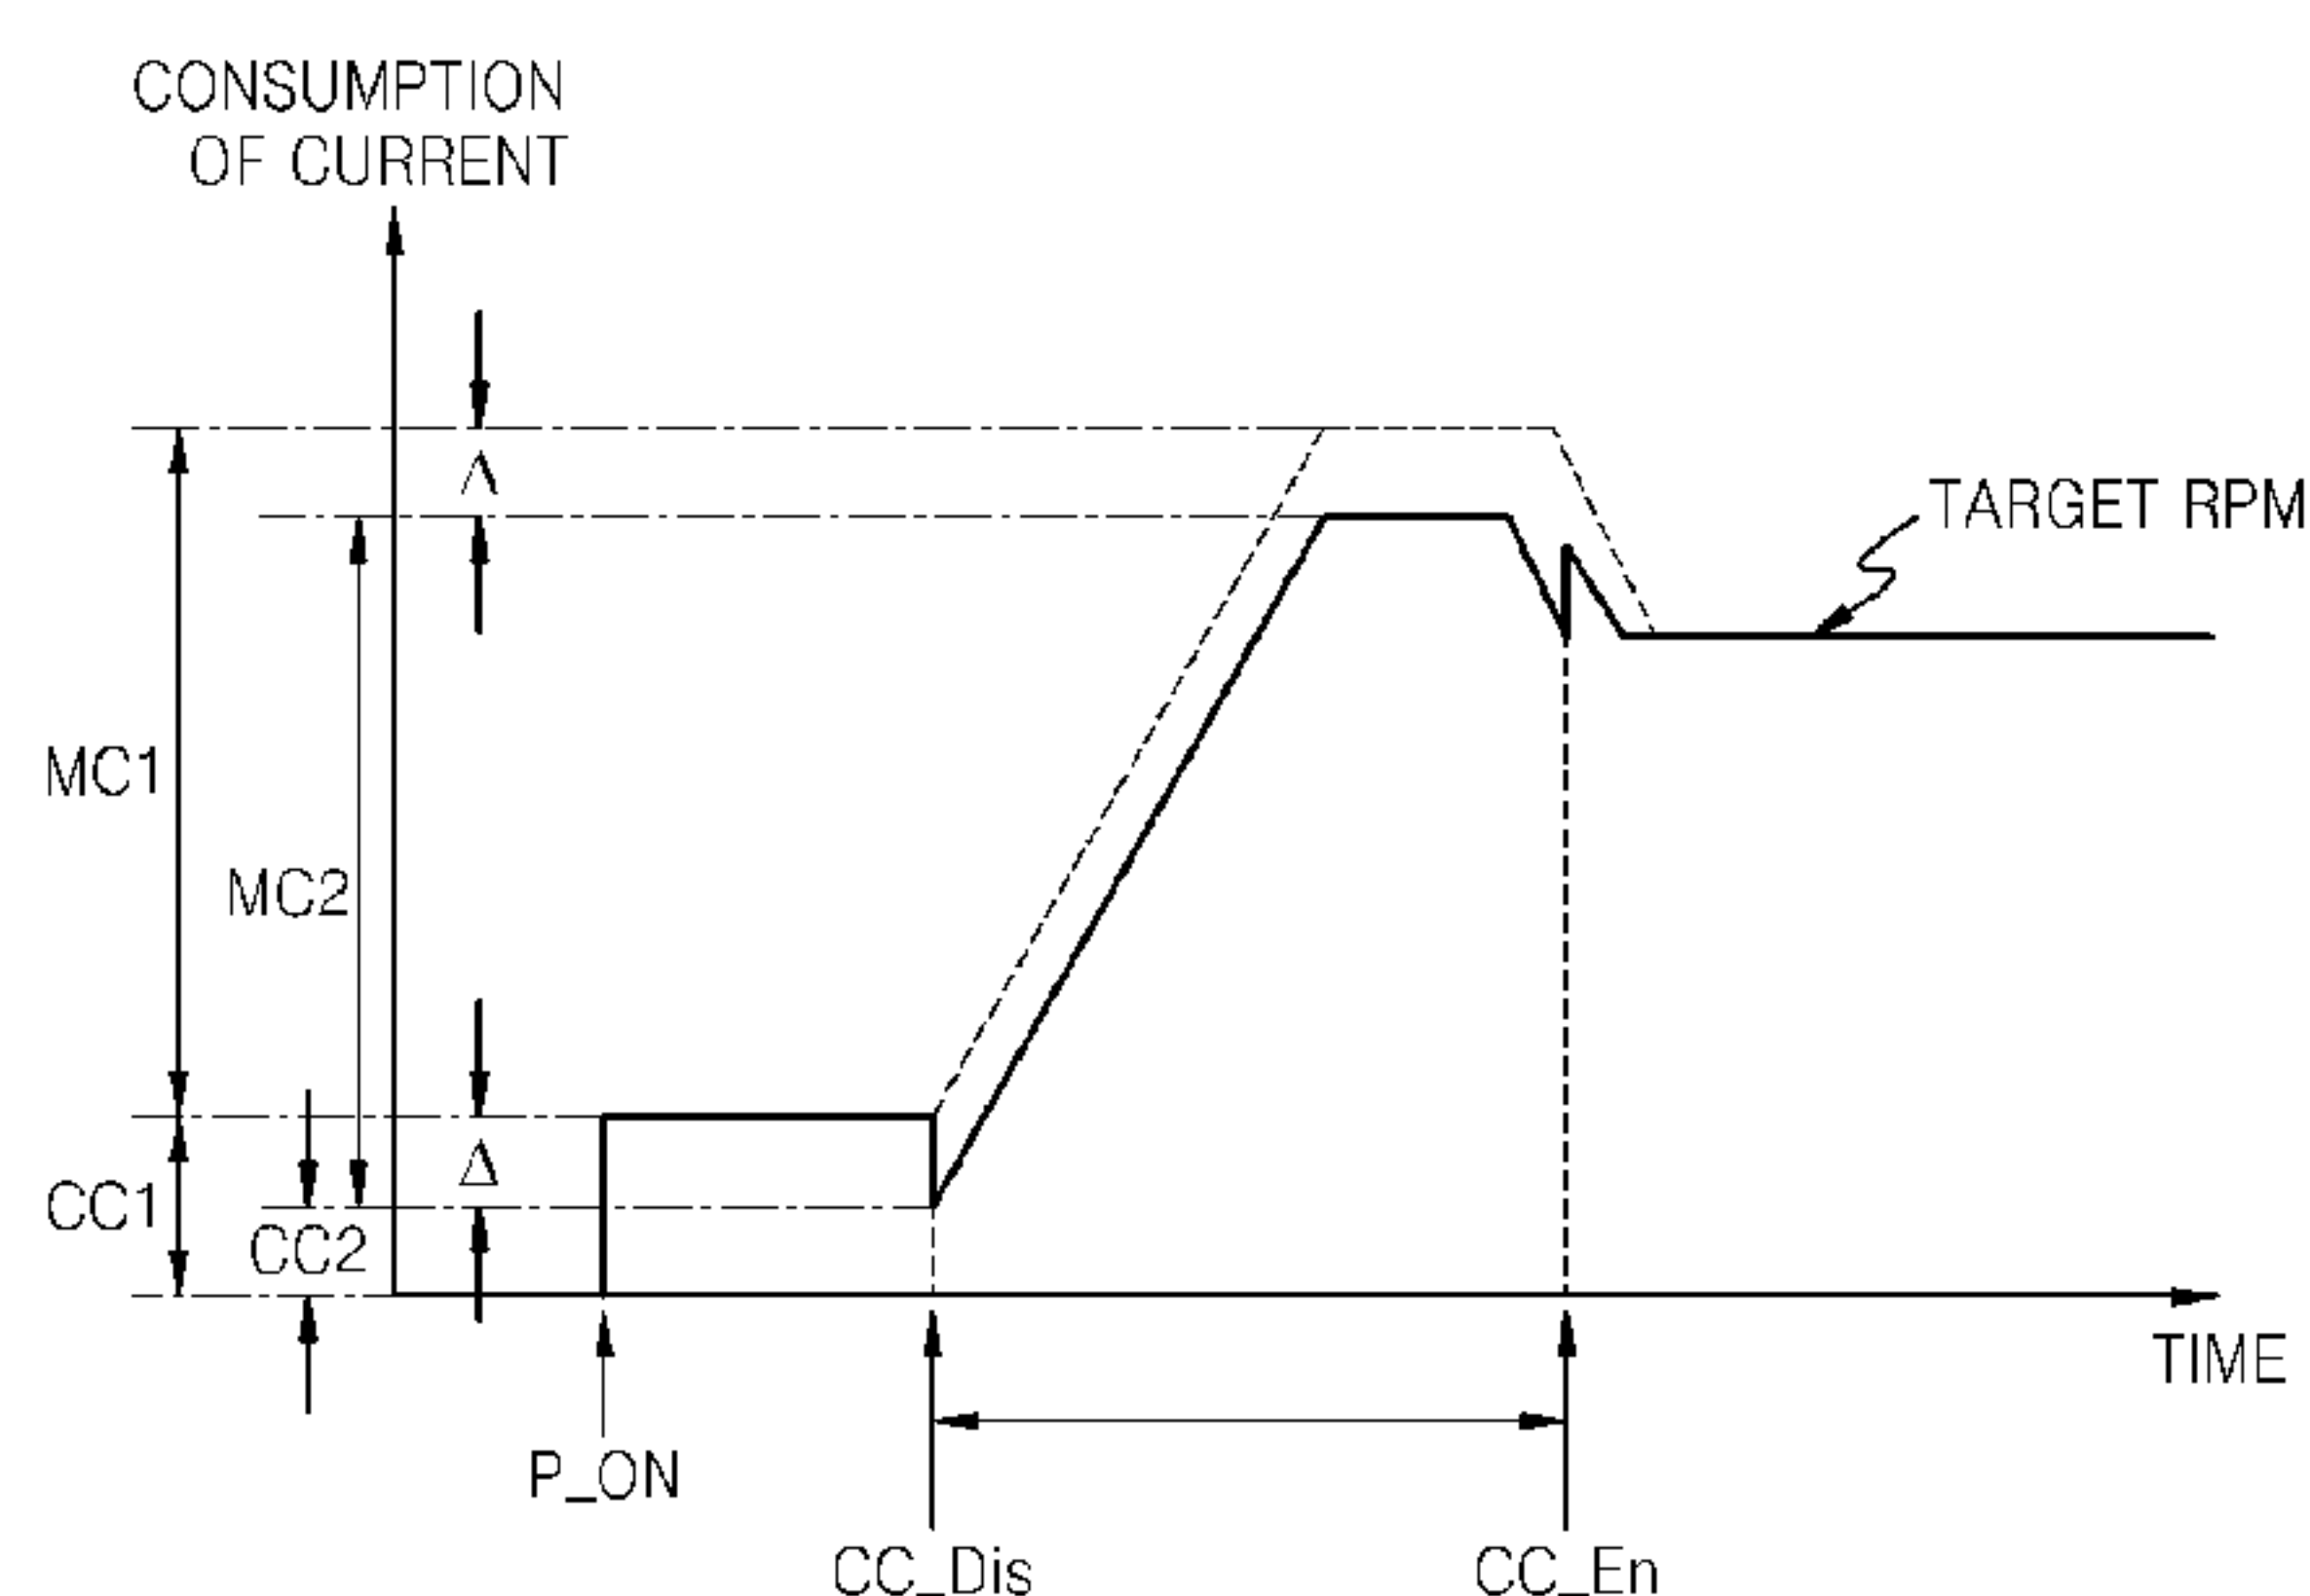 CONSUMPTION
OF CURRENT
Δ
TARGET RPM
MC1
MC2
Δ
CC1
CC2
TIME
P_ON
CC_Dis
CC_En